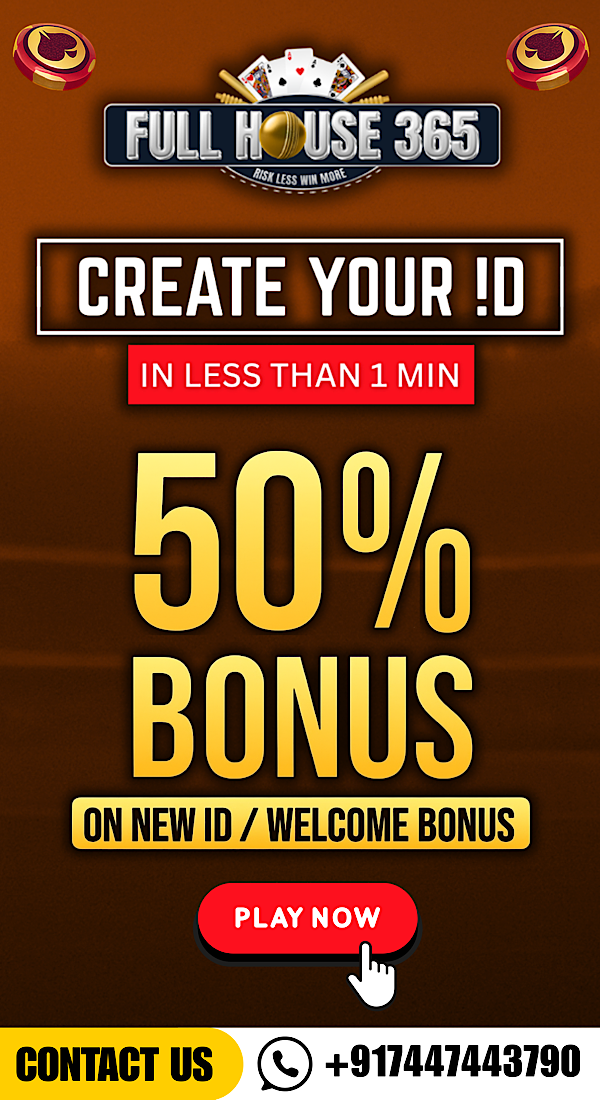 FULL HOUSE 365
RISK LESS WIN MORE
CREATE YOUR !D
IN LESS THAN 1 MIN
50%
BONUS
ON NEW ID / WELCOME BONUS
PLAY NOW
CONTACT US +917447443790